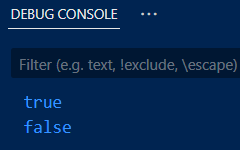 DEBUG CONSOLE ...
Filter (e.g. text, !exclude, \escape)
true
false